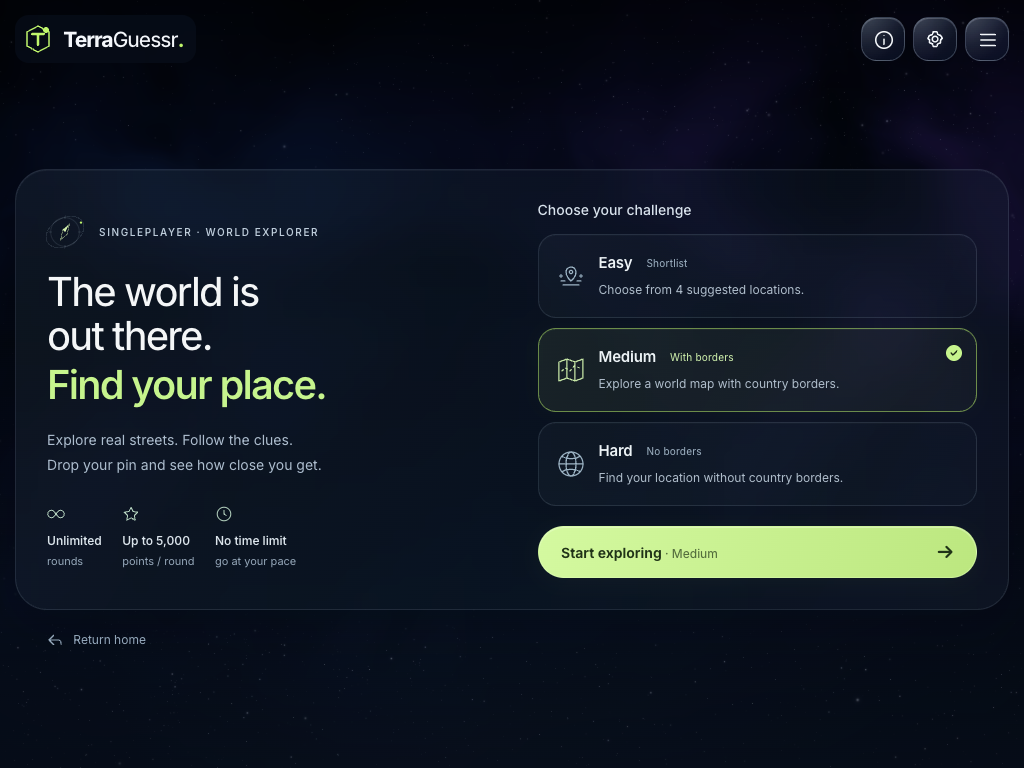 TerraGuessr.
SINGLEPLAYER · WORLD EXPLORER
The world is
out there.
Find your place.
Explore real streets. Follow the clues.
Drop your pin and see how close you get.
Unlimited
rounds
Up to 5,000
points / round
No time limit
go at your pace
Choose your challenge
Easy Shortlist
Choose from 4 suggested locations.
Medium With borders
Explore a world map with country borders.
Hard No borders
Find your location without country borders.
Start exploring · Medium
Return home